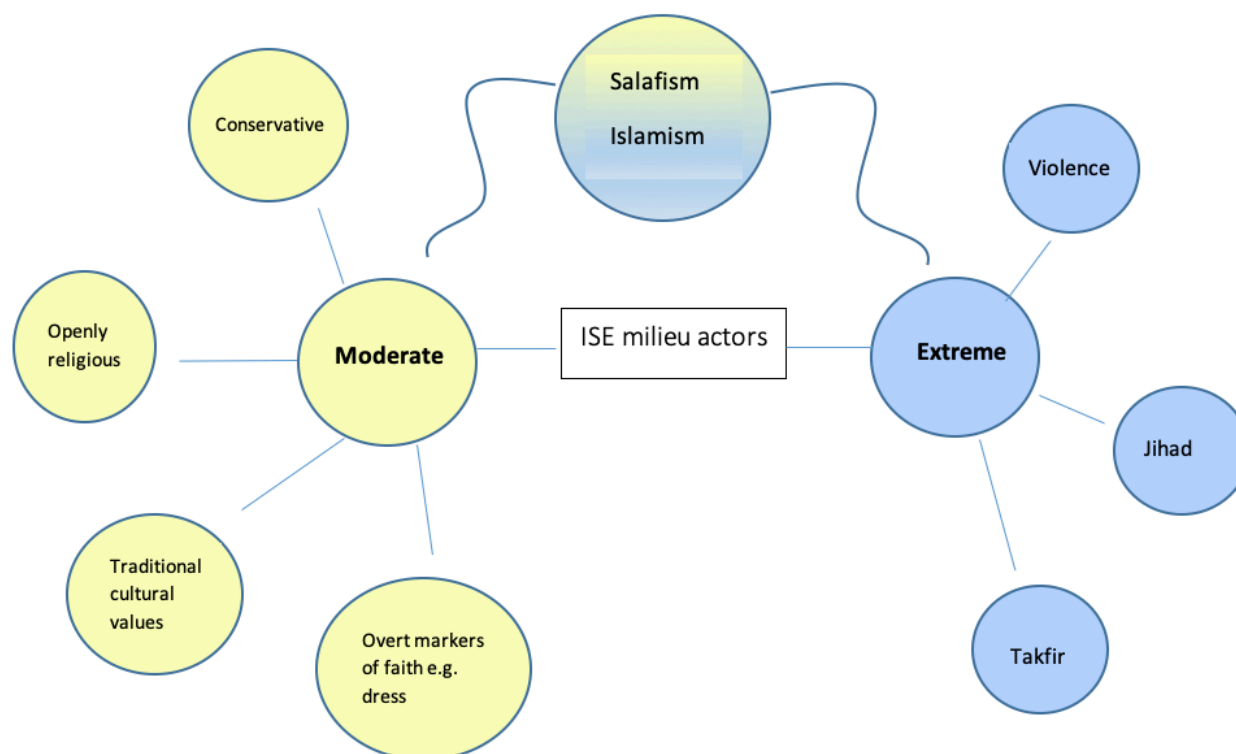 Salafism
Islamism
Conservative
Violence
Openly
religious
Moderate
ISE milieu actors
Extreme
Jihad
Traditional
cultural
values
Overt markers
of faith e.g.
dress
Takfir